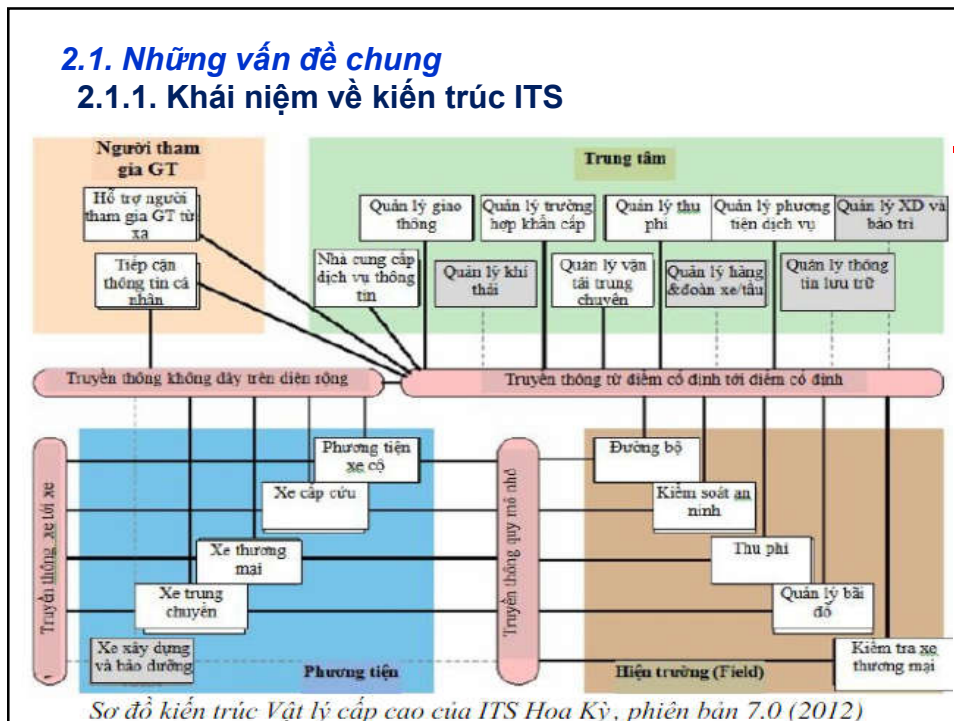 2.1. Những vấn đề chung
2.1.1. Khái niệm về kiến trúc ITS
Người tham
gia GT
Hỗ trợ người
tham gia GT từ
xa
Tiếp cận
thông tin cá
nhân
Trung tâm
Quản lý giao
thông
Quản lý trường
hợp khẩn cấp
Quản lý thu
phí
Quản lý phương
tiện dịch vụ
Quản lý XD và
bảo trì
Nhà cung cấp
dịch vụ thông
tin
Quản lý khí
thải
Quản lý vận
tải trung
chuyển
Quản lý hàng
&đoàn xe/tầu
Quản lý thông
tin lưu trữ
Truyền thông không dây trên diện rộng
Truyền thông từ điểm cố định tới điểm cố định
Truyền thông xe tới xe
Phương tiện
xe cộ
Xe cấp cứu
Xe thương
mại
Xe trung
chuyển
Xe xây dựng
và bảo dưỡng
Phương tiện
Truyền thông quy mô nhỏ
Đường bộ
Kiểm soát an
ninh
Thu phí
Quản lý bãi
đỗ
Kiểm tra xe
thương mại
Hiện trường (Field)
Sơ đồ kiến trúc Vật lý cấp cao của ITS Hoa Kỳ, phiên bản 7.0 (2012)